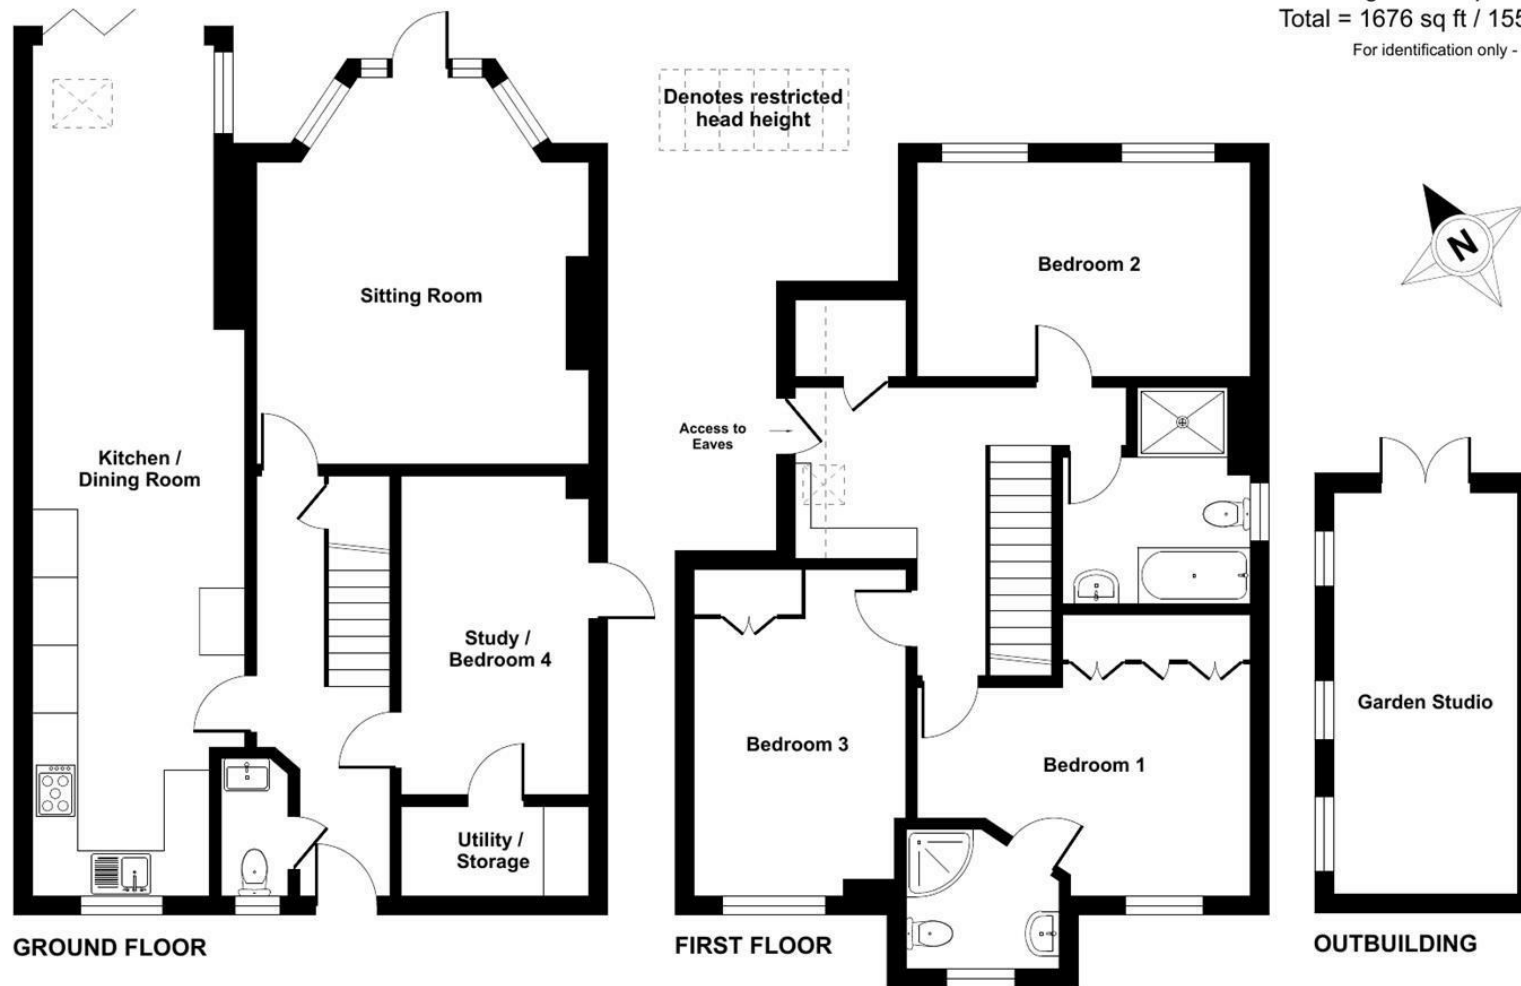 Total = 1676 sq ft / 155
For identification only -
Denotes restricted
head height
N
Sitting Room
Kitchen /
Dining Room
Study /
Bedroom 4
Utility /
Storage
GROUND FLOOR
Bedroom 2
Access to
Eaves
Bedroom 3
Bedroom 1
FIRST FLOOR
Garden Studio
OUTBUILDING